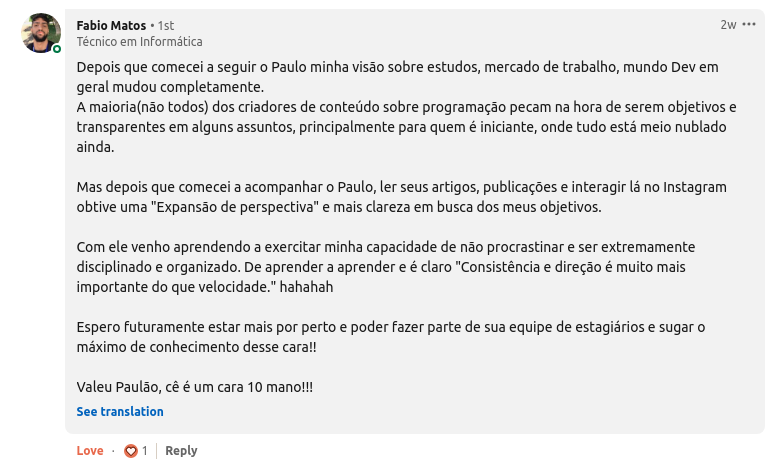 Fabio Matos • 1st
2w •••
Técnico em Informática
Depois que comecei a seguir o Paulo minha visão sobre estudos, mercado de trabalho, mundo Dev em
geral mudou completamente.
A maioria(não todos) dos criadores de conteúdo sobre programação pecam na hora de serem objetivos e
transparentes em alguns assuntos, principalmente para quem é iniciante, onde tudo está meio nublado
ainda.
Mas depois que comecei a acompanhar o Paulo, ler seus artigos, publicações e interagir lá no Instagram
obtive uma "Expansão de perspectiva" e mais clareza em busca dos meus objetivos.
Com ele venho aprendendo a exercitar minha capacidade de não procrastinar e ser extremamente
disciplinado e organizado. De aprender a aprender e é claro "Consistência e direção é muito mais
importante do que velocidade." hahahah
Espero futuramente estar mais por perto e poder fazer parte de sua equipe de estagiários e sugar o
máximo de conhecimento desse cara!!
Valeu Paulão, cê é um cara 10 mano!!!
See translation
Love · 1 | Reply